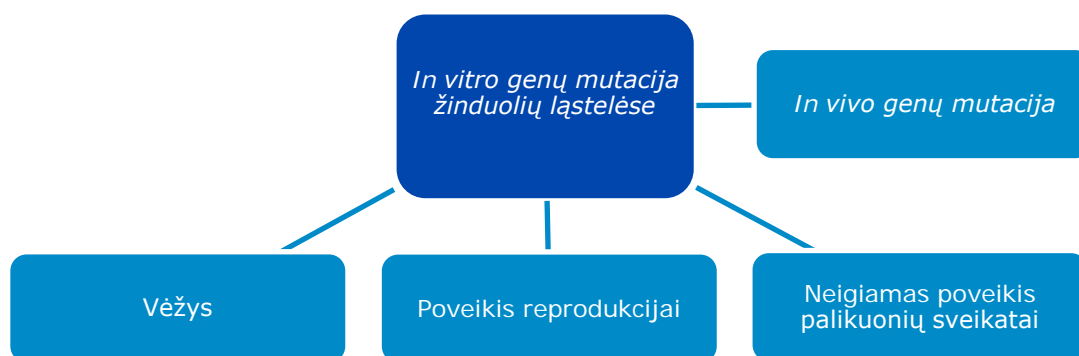 In vitro genų mutacija
žinduolių ląstelėse
In vivo genų mutacija
Vėžys
Poveikis reprodukcijai
Neigiamas poveikis
palikuonių sveikatai